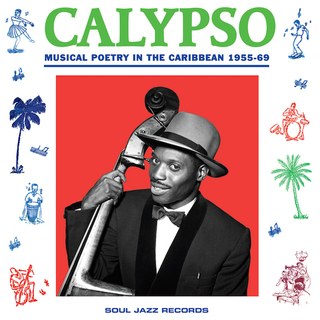 CALYPSO
MUSICAL POETRY IN THE CARIBBEAN 1955-69
SOUL JAZZ RECORDS